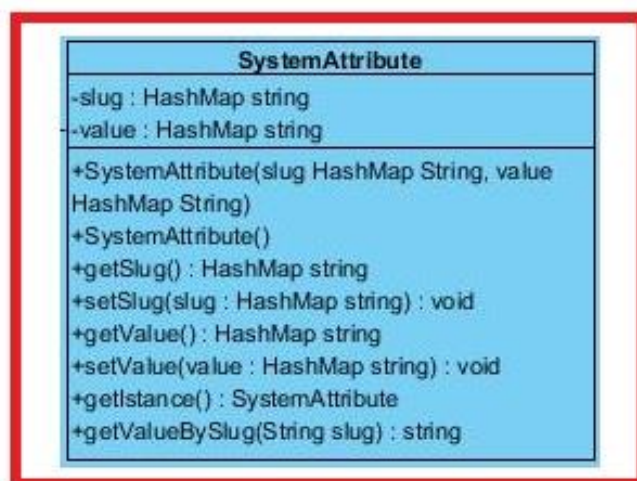 SystemAttribute
-slug : HashMap string
-value : HashMap string
+SystemAttribute(slug HashMap String, value
HashMap String)
+SystemAttribute()
+getSlug() : HashMap string
+setSlug(slug : HashMap string) : void
+getValue() : HashMap string
+setValue(value : HashMap string) : void
+getIstance() : SystemAttribute
+getValueBySlug(String slug) : string